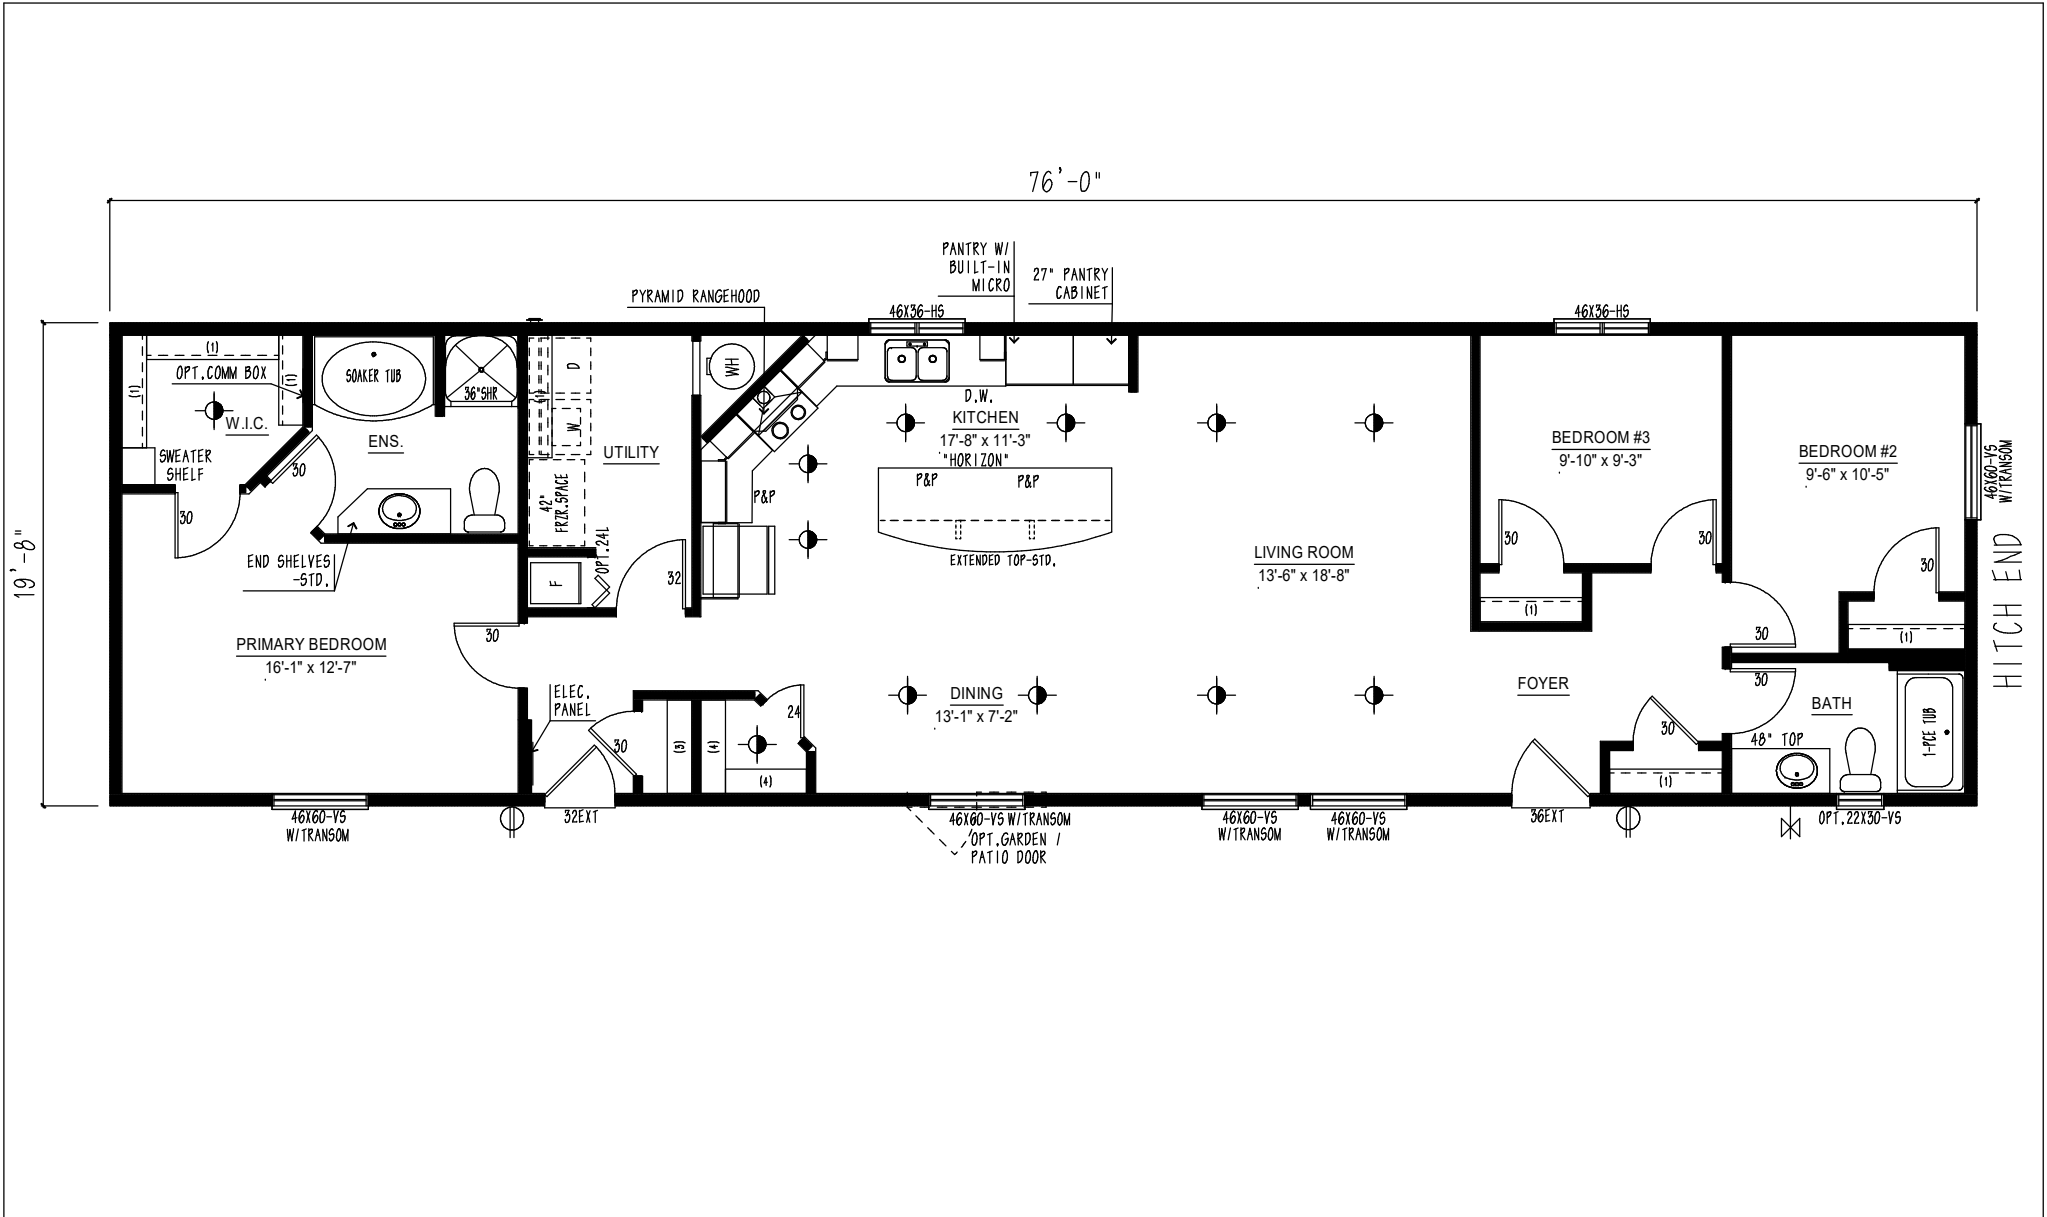 76'-0"
PANTRY W/
BUILT-IN
MICRO
27" PANTRY
CABINET
PYRAMID RANGEHOOD
46X36-HS
46X36-HS
19'-8"
(1)
(1)
(1)
OPT.COMM BOX
W.I.C.
SWEATER
SHELF
30
SOAKER TUB
36"SHR
ENS.
30
END SHELVES
-STD.
PRIMARY BEDROOM
16'-1" x 12'-7"
30
D
(1)
W
42"
FRZR.SPACE
UTILITY
OPT.24L
F
32
WH
D.W.
KITCHEN
17'-8" x 11'-3"
"HORIZON"
P&P
P&P
P&P
EXTENDED TOP-STD.
LIVING ROOM
13'-6" x 18'-8"
BEDROOM #3
9'-10" x 9'-3"
30
30
(1)
BEDROOM #2
9'-6" x 10'-5"
30
(1)
30
46X60-VS
W/TRANSOM
HITCH END
ELEC.
PANEL
30
(3)
(4)
24
(4)
DINING
13'-1" x 7'-2"
FOYER
30
(1)
30
BATH
48" TOP
1-PCE TUB
46X60-VS
W/TRANSOM
32EXT
46X60-VS W/TRANSOM
OPT.GARDEN /
PATIO DOOR
46X60-VS
W/TRANSOM
46X60-VS
W/TRANSOM
36EXT
OPT.22X30-VS